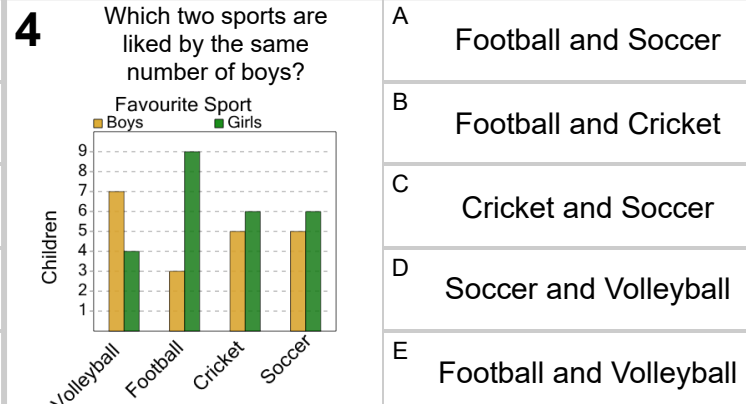 4
Which two sports are
liked by the same
number of boys?
Favourite Sport
Boys Girls
9
8
7
6
5
4
3
2
1
Children
Volleyball Football Cricket Soccer
A
Football and Soccer
B
Football and Cricket
C
Cricket and Soccer
D
Soccer and Volleyball
E
Football and Volleyball